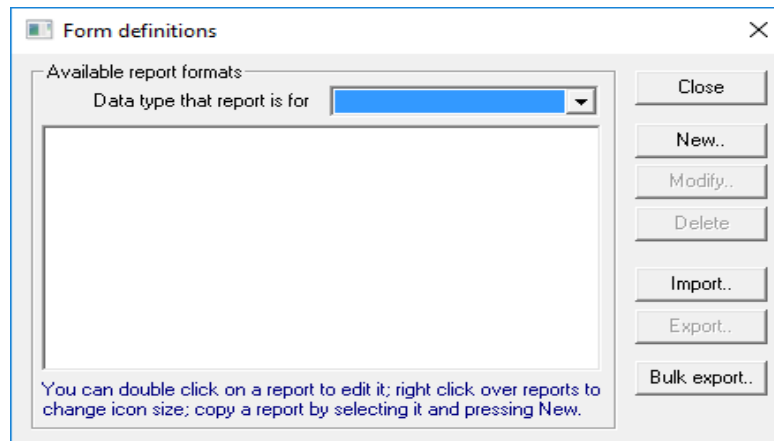 Form definitions
Available report formats
Data type that report is for
Close
New..
Modify..
Delete
Import..
Export..
Bulk export..
You can double click on a report to edit it; right click over reports to
change icon size; copy a report by selecting it and pressing New.